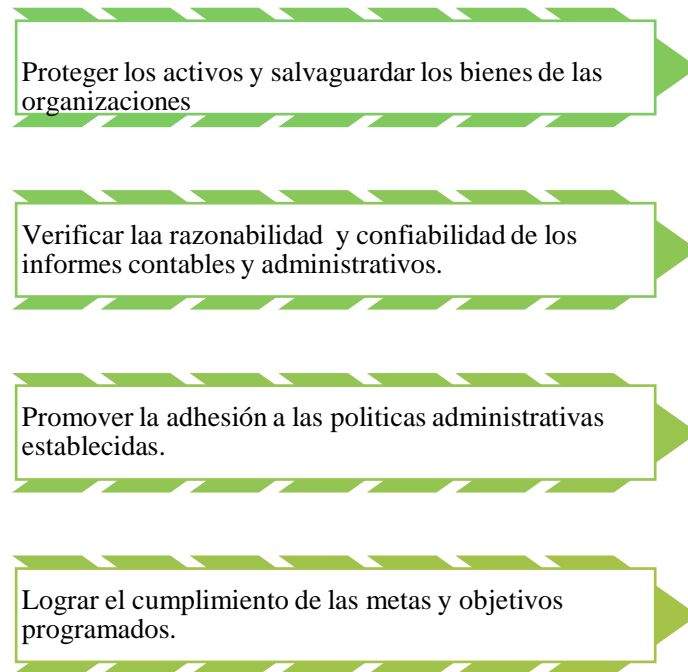 Proteger los activos y salvaguardar los bienes de las
organizaciones
Verificar laa razonabilidad y confiabilidad de los
informes contables y administrativos.
Promover la adhesión a las politicas administrativas
establecidas.
Lograr el cumplimiento de las metas y objetivos
programados.